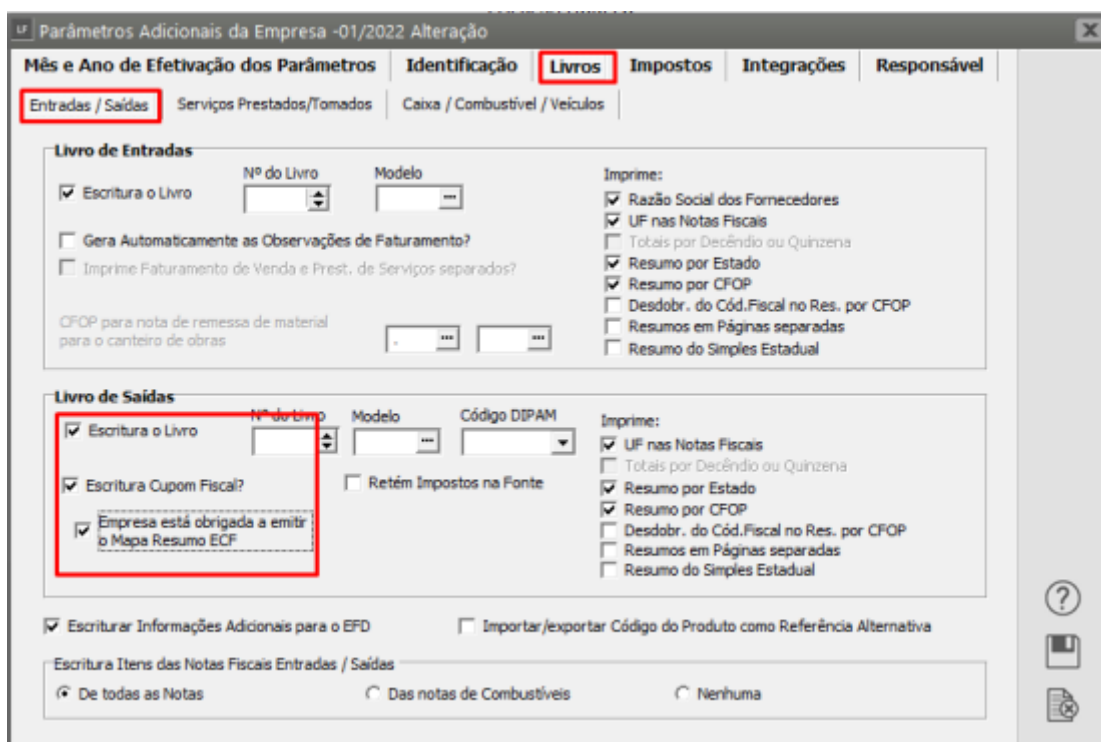 LF Parâmetros Adicionais da Empresa -01/2022 Alteração
Mês e Ano de Efetivação dos Parâmetros Identificação Livros Impostos Integrações Responsável
Entradas / Saídas Serviços Prestados/Tomados Caixa / Combustível / Veículos
Livro de Entradas
Nº do Livro Modelo Imprime:
Escritura o Livro
Razão Social dos Fornecedores
UF nas Notas Fiscais
Gera Automaticamente as Observações de Faturamento?
Totais por Decêndio ou Quinzena
Imprime Faturamento de Venda e Prest. de Serviços separados?
Resumo por Estado
Resumo por CFOP
Desdobr. do Cód.Fiscal no Res. por CFOP
CFOP para nota de remessa de material
para o canteiro de obras
.
Resumos em Páginas separadas
Resumo do Simples Estadual
Livro de Saídas
Nº do Livro Modelo Código DIPAM Imprime:
Escritura o Livro
UF nas Notas Fiscais
Totais por Decêndio ou Quinzena
Escritura Cupom Fiscal? Retém Impostos na Fonte
Resumo por Estado
Resumo por CFOP
Empresa está obrigada a emitir
o Mapa Resumo ECF
Desdobr. do Cód.Fiscal no Res. por CFOP
Resumos em Páginas separadas
Resumo do Simples Estadual
Escriturar Informações Adicionais para o EFD Importar/exportar Código do Produto como Referência Alternativa
Escritura Itens das Notas Fiscais Entradas / Saídas
De todas as Notas Das notas de Combustíveis Nenhuma